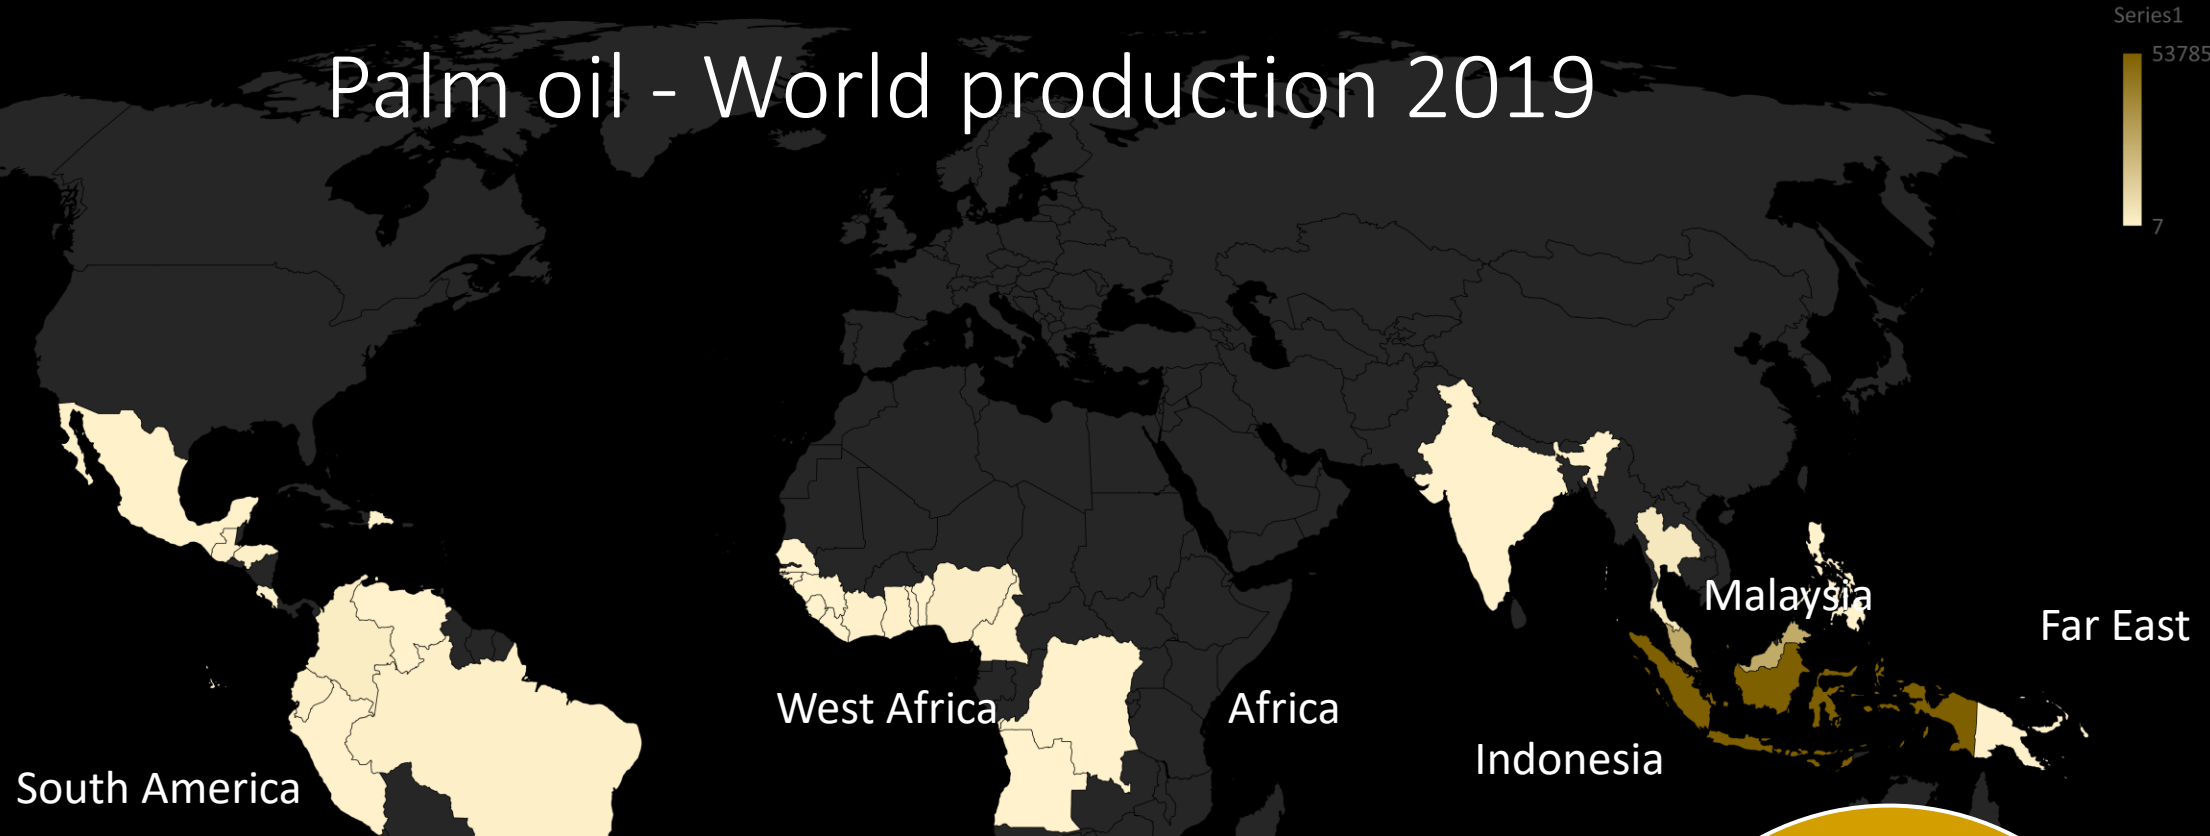 Series1
Palm oil - World production 2019
53785
7
Malaysia
Far East
West Africa
Africa
Indonesia
South America